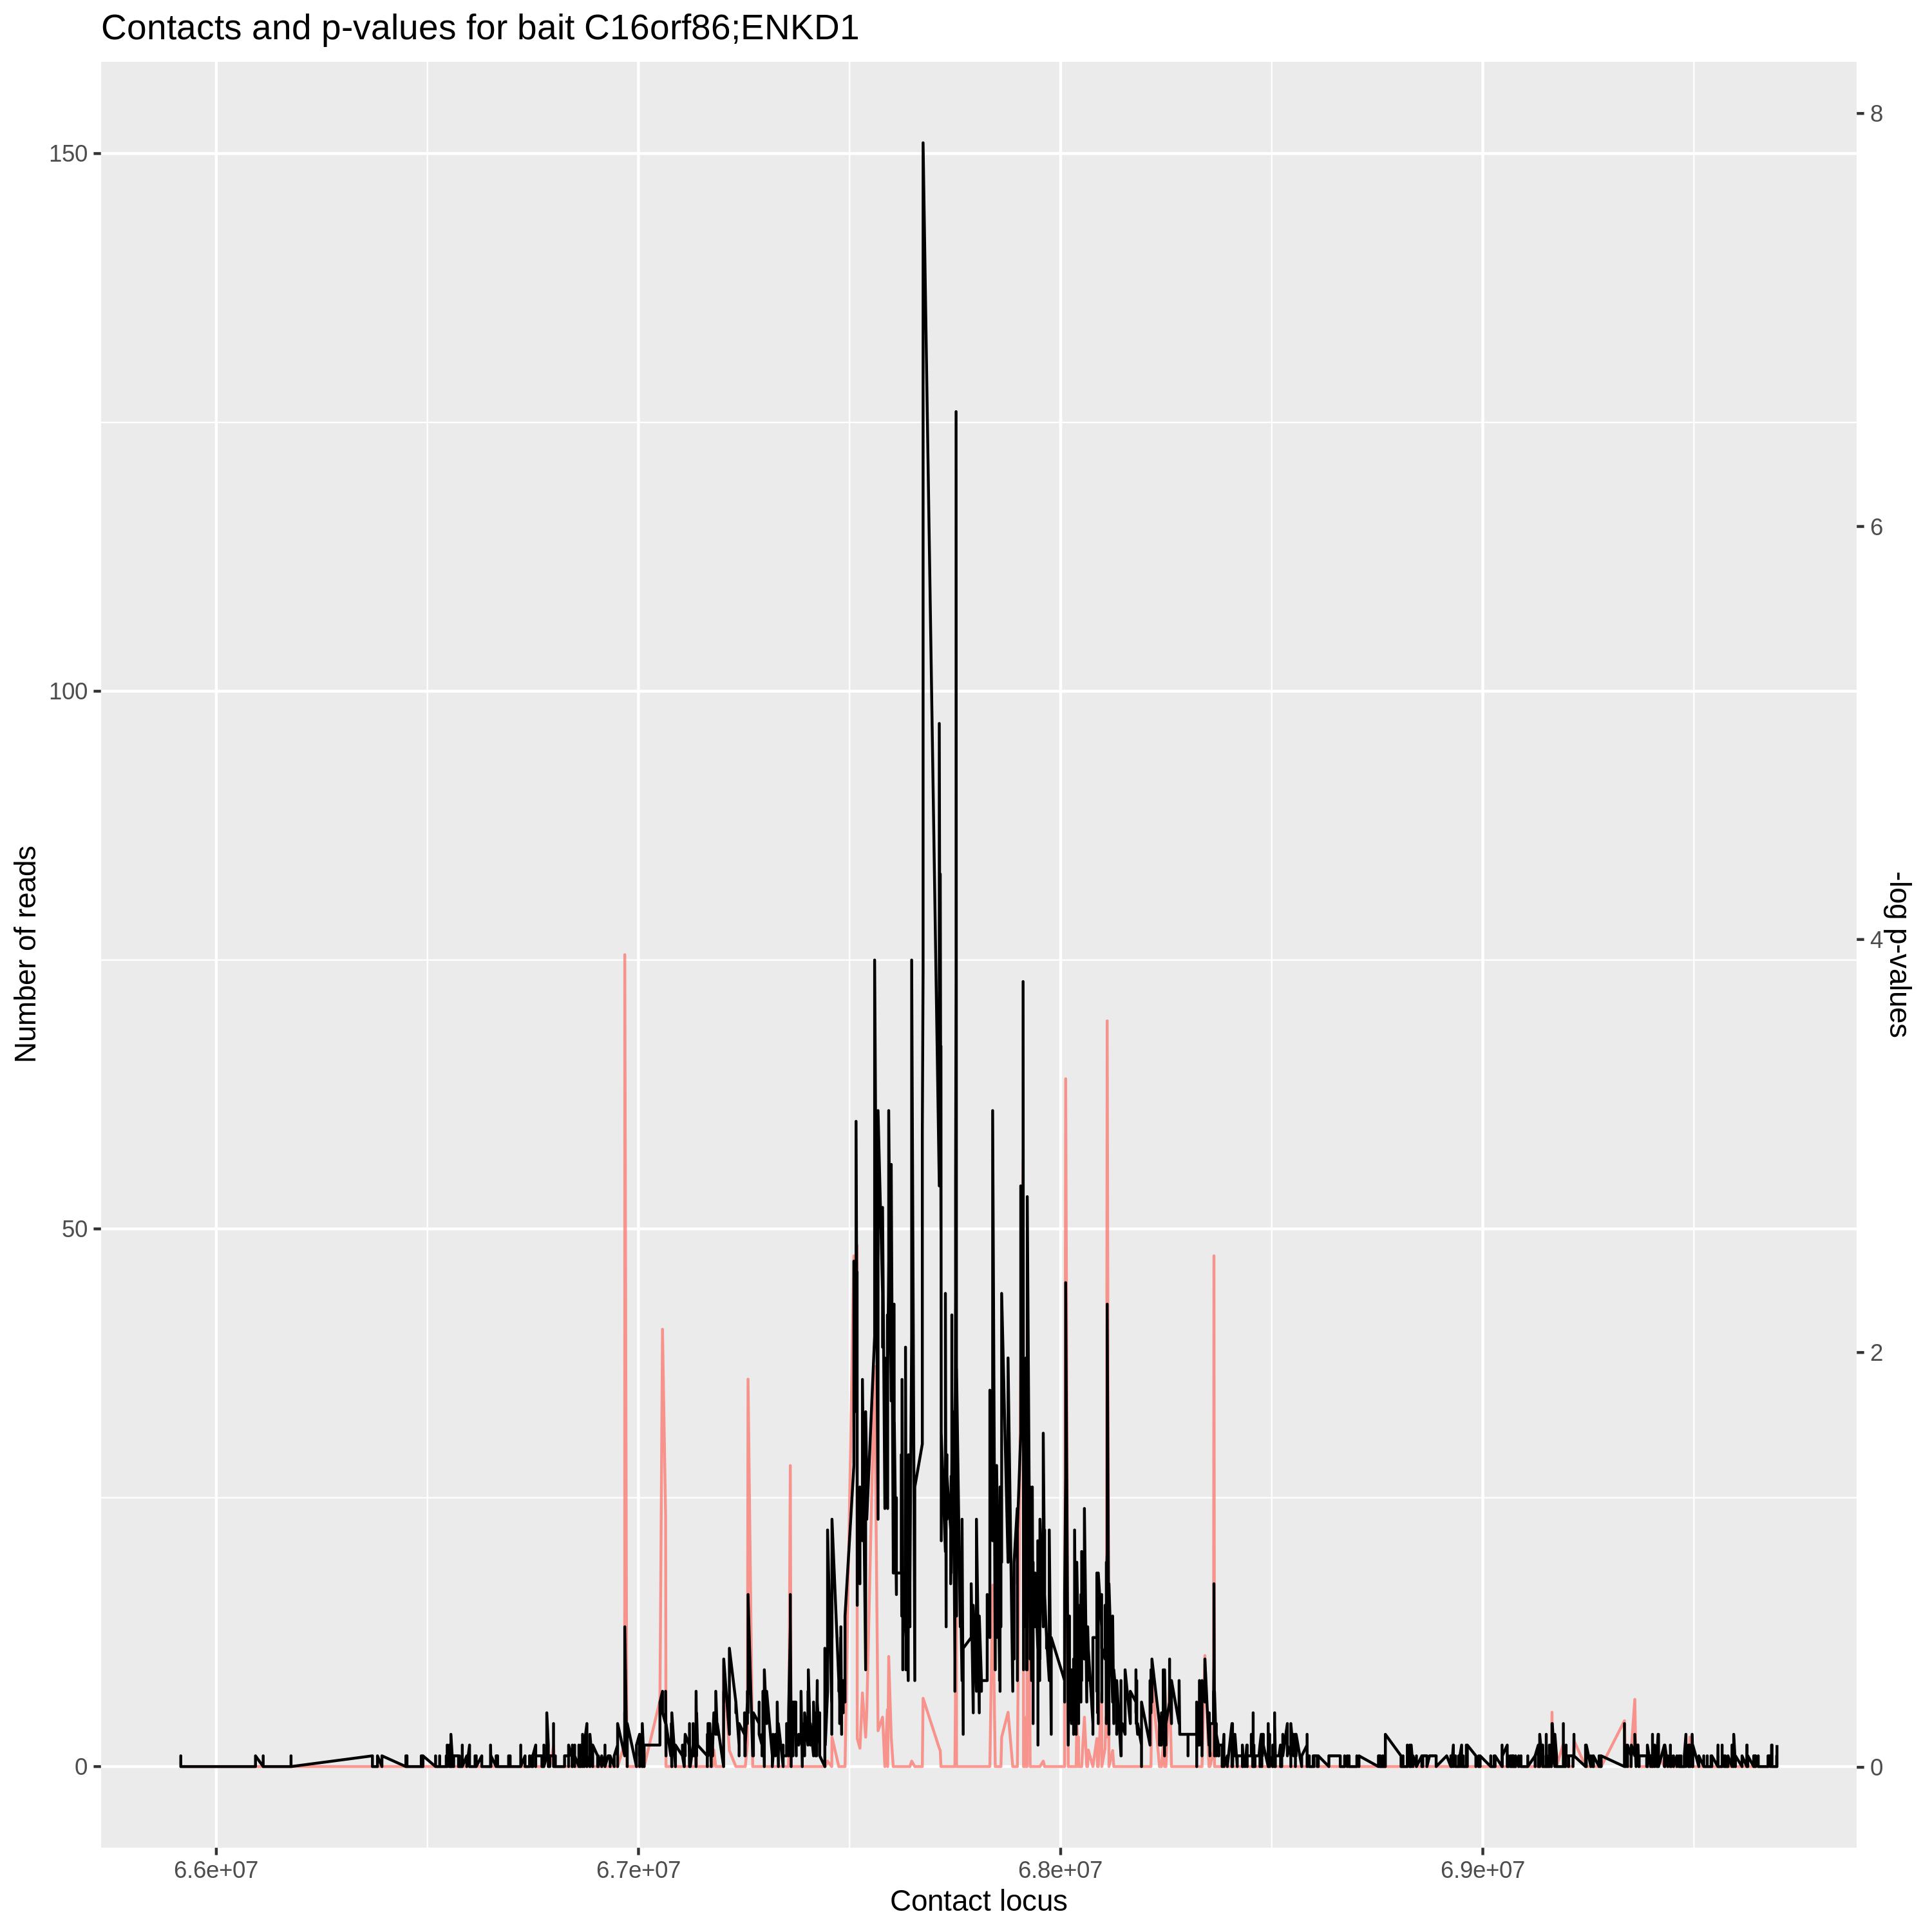 Contacts and p-values for bait C16orf86;ENKD1
150
100
50
0
Number of reads
8
6
4
2
0
-log p-values
6.6e+07
6.7e+07
6.8e+07
6.9e+07
Contact locus